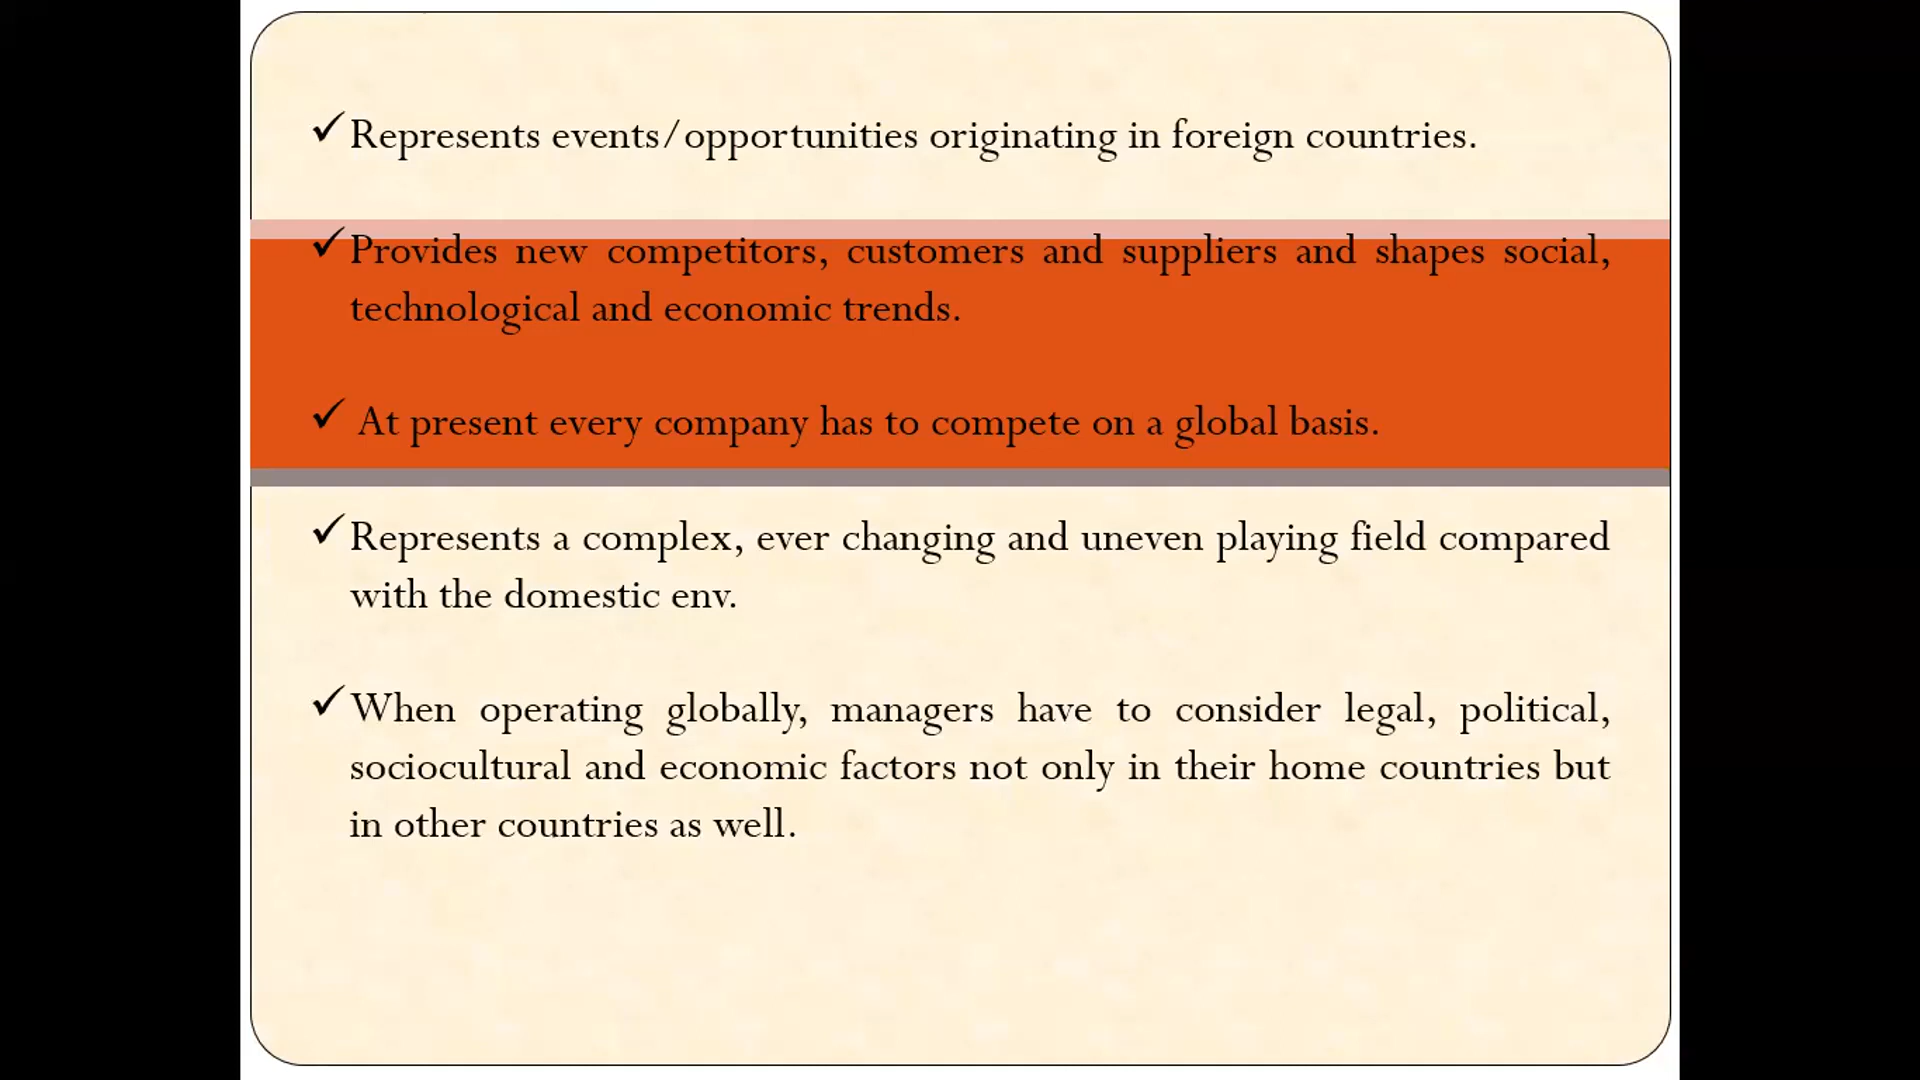 ✓Represents events/opportunities originating in foreign countries.
✓Provides new competitors, customers and suppliers and shapes social,
technological and economic trends.
✓ At present every company has to compete on a global basis.
✓Represents a complex, ever changing and uneven playing field compared
with the domestic env.
✓When operating globally, managers have to consider legal, political,
sociocultural and economic factors not only in their home countries but
in other countries as well.